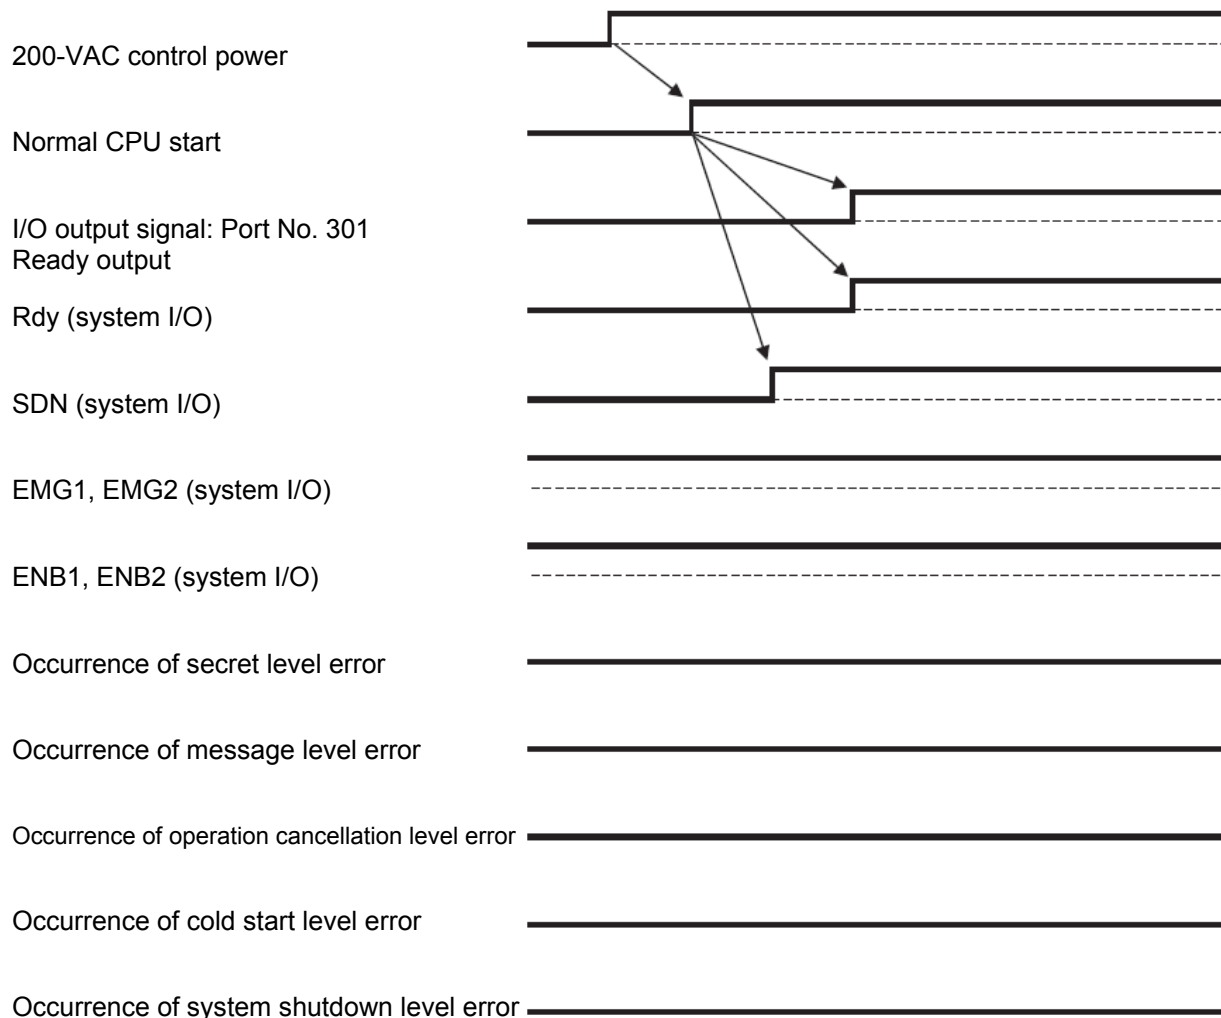 200-VAC control power
Normal CPU start
I/O output signal: Port No. 301
Ready output
Rdy (system I/O)
SDN (system I/O)
EMG1, EMG2 (system I/O)
ENB1, ENB2 (system I/O)
Occurrence of secret level error
Occurrence of message level error
Occurrence of operation cancellation level error
Occurrence of cold start level error
Occurrence of system shutdown level error